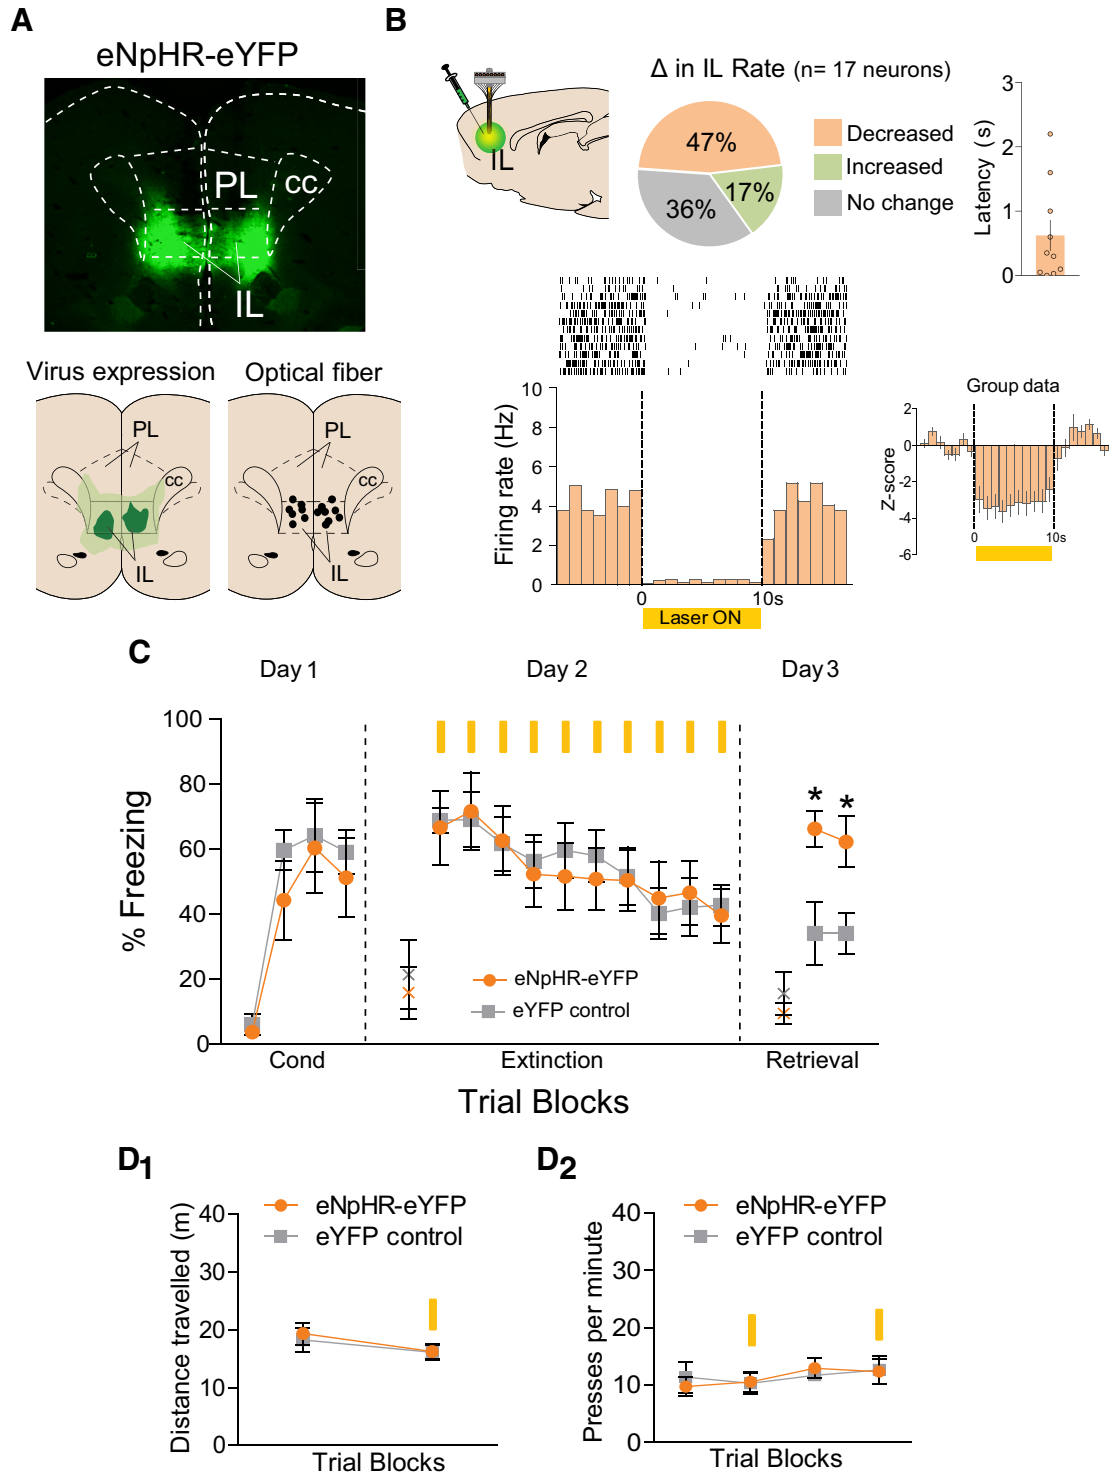 A
eNpHR-eYFP
PL
cc
IL
Virus expression
Optical fiber
PL
cc
IL
PL
cc
IL
B
IL
Δ in IL Rate (n= 17 neurons)
47%
17%
36%
Decreased
Increased
No change
Latency (s)
3
2
1
0
Firing rate (Hz)
10
8
6
4
2
0
0
10s
Laser ON
Group data
Z-score
2
0
-2
-4
-6
0
10s
C
Day 1
Day 2
Day 3
% Freezing
100
80
60
40
20
0
*
*
eNpHR-eYFP
eYFP control
Cond
Extinction
Retrieval
Trial Blocks
D1
eNpHR-eYFP
eYFP control
Distance travelled (m)
40
30
20
10
0
Trial Blocks
D2
eNpHR-eYFP
eYFP control
Presses per minute
40
30
20
10
0
Trial Blocks